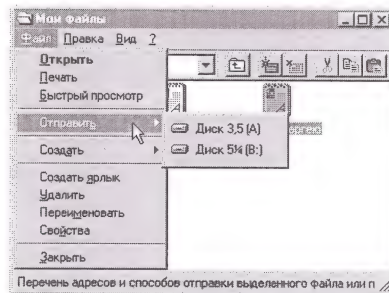 Мои файлы
Файл Правка Вид ?
Открыть
Печать
Быстрый просмотр
Отправить
Диск 3,5 (A)
Создать
Диск 5¼ (B:)
Создать ярлык
Удалить
Переименовать
Свойства
Закрыть
Перечень адресов и способов отправки выделенного файла или п